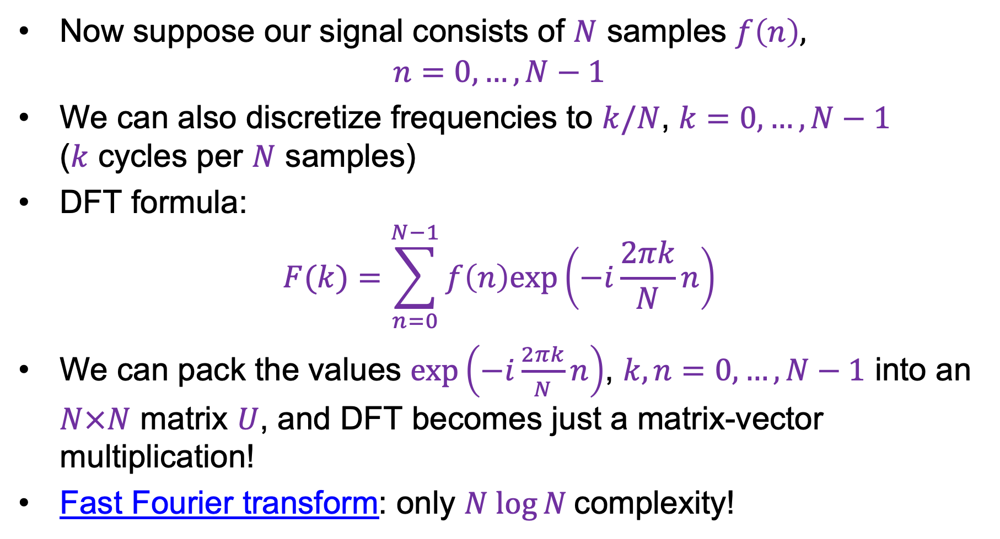 • Now suppose our signal consists of N samples f(n),
n = 0, … , N − 1
• We can also discretize frequencies to k/N, k = 0, … , N − 1
(k cycles per N samples)
• DFT formula:
F(k) = ∑_{n=0}^{N−1} f(n)exp(−i \frac{2πk}{N} n)
• We can pack the values exp(−i \frac{2πk}{N} n), k, n = 0, … , N − 1 into an
N×N matrix U, and DFT becomes just a matrix-vector
multiplication!
• Fast Fourier transform: only N log N complexity!